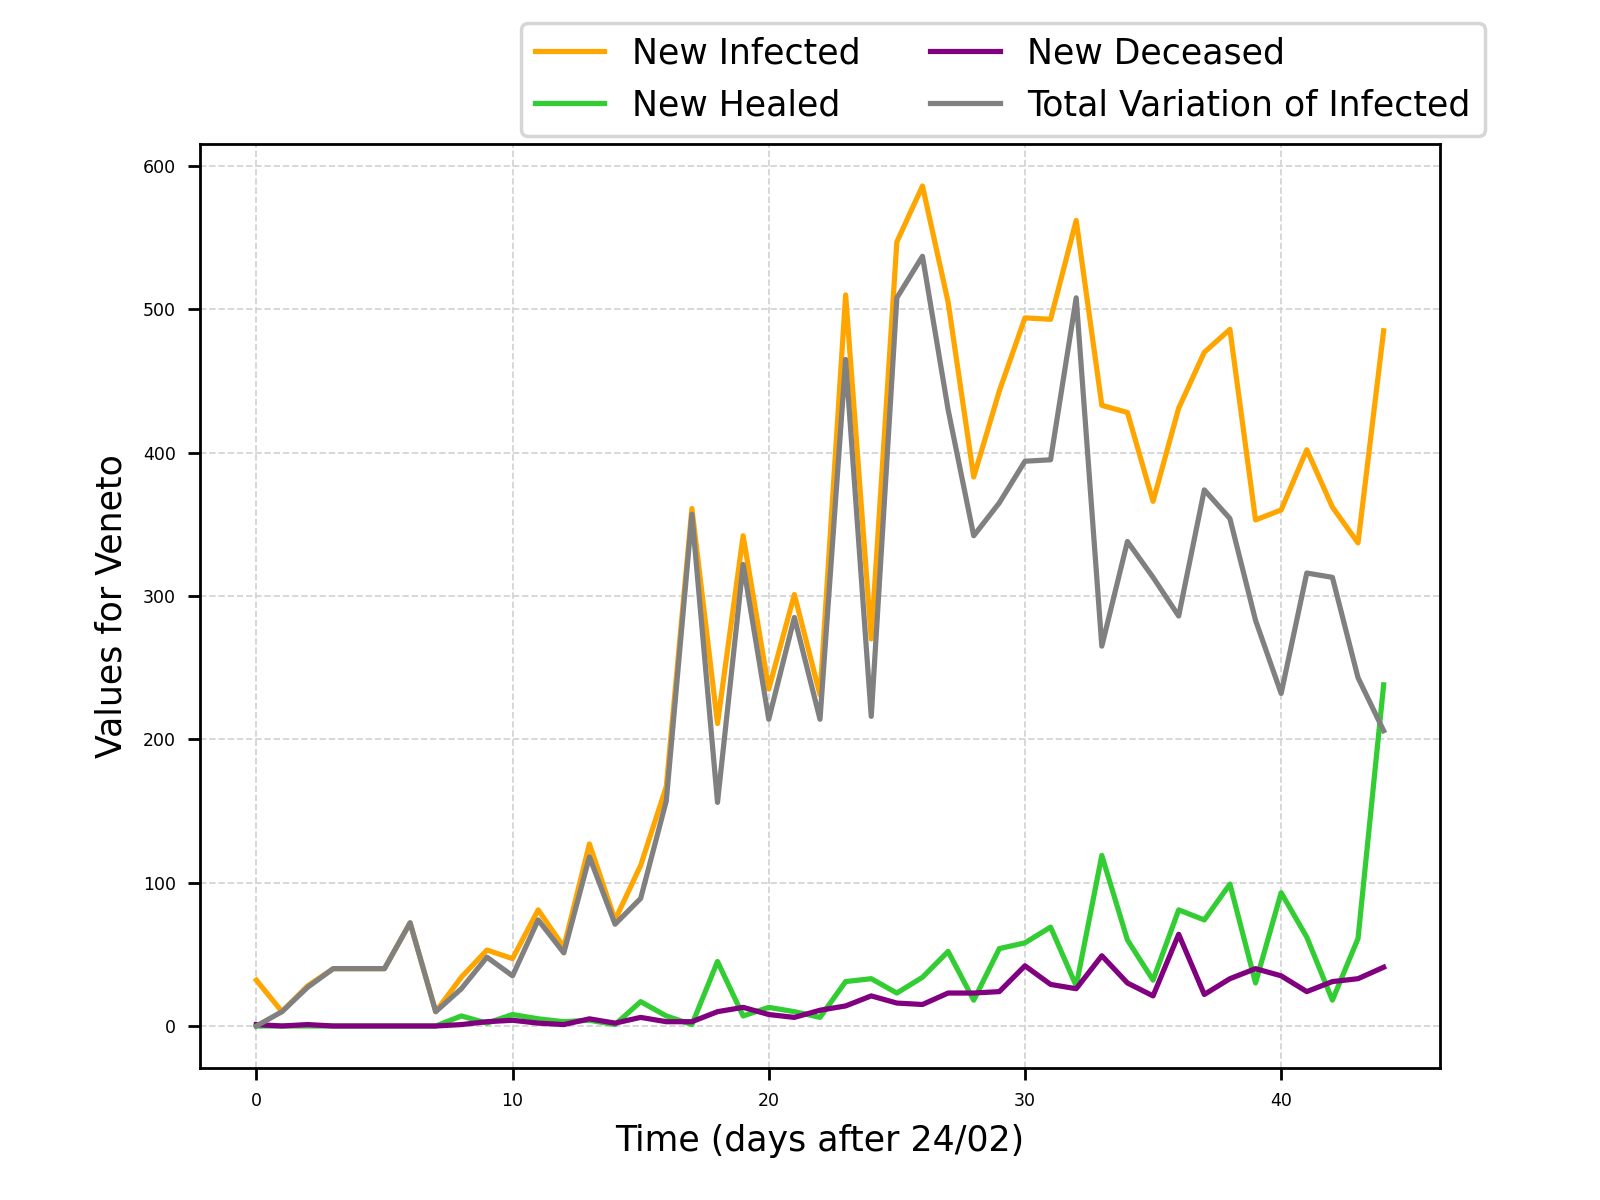 New Infected
New Healed
New Deceased
Total Variation of Infected
600
500
400
300
200
100
0
Values for Veneto
0 10 20 30 40
Time (days after 24/02)